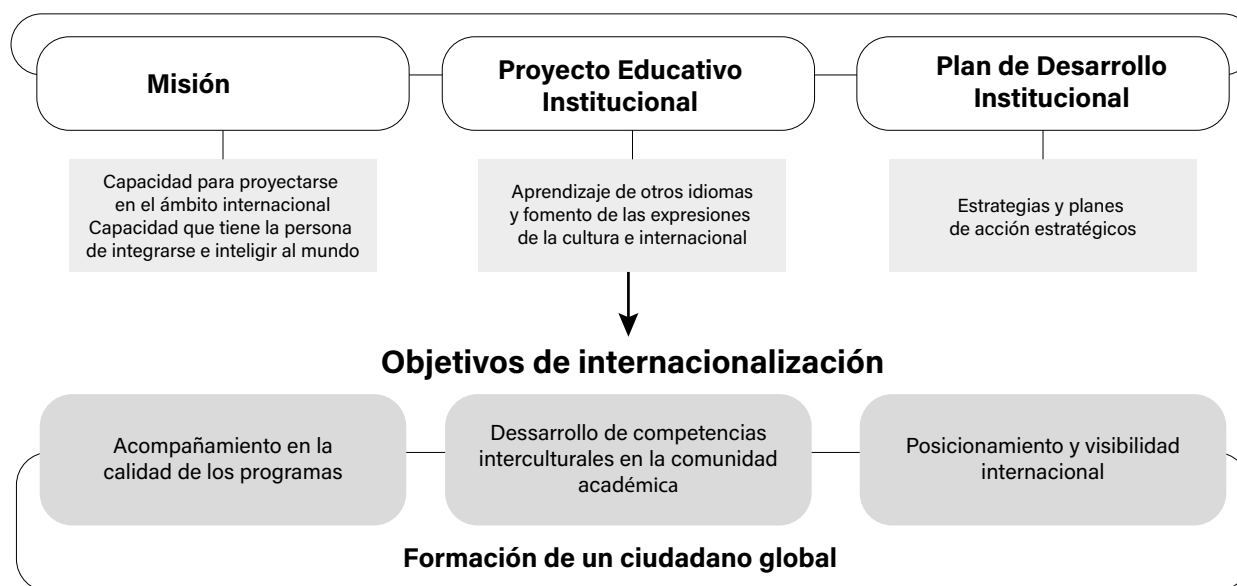 Misión
Proyecto Educativo
Institucional
Plan de Desarrollo
Institucional
Capacidad para proyectarse
en el ámbito internacional
Capacidad que tiene la persona
de integrarse e inteligir al mundo
Aprendizaje de otros idiomas
y fomento de las expresiones
de la cultura e internacional
Estrategias y planes
de acción estratégicos
Objetivos de internacionalización
Acompañamiento en la
calidad de los programas
Dessarrollo de competencias
interculturales en la comunidad
académica
Posicionamiento y visibilidad
internacional
Formación de un ciudadano global